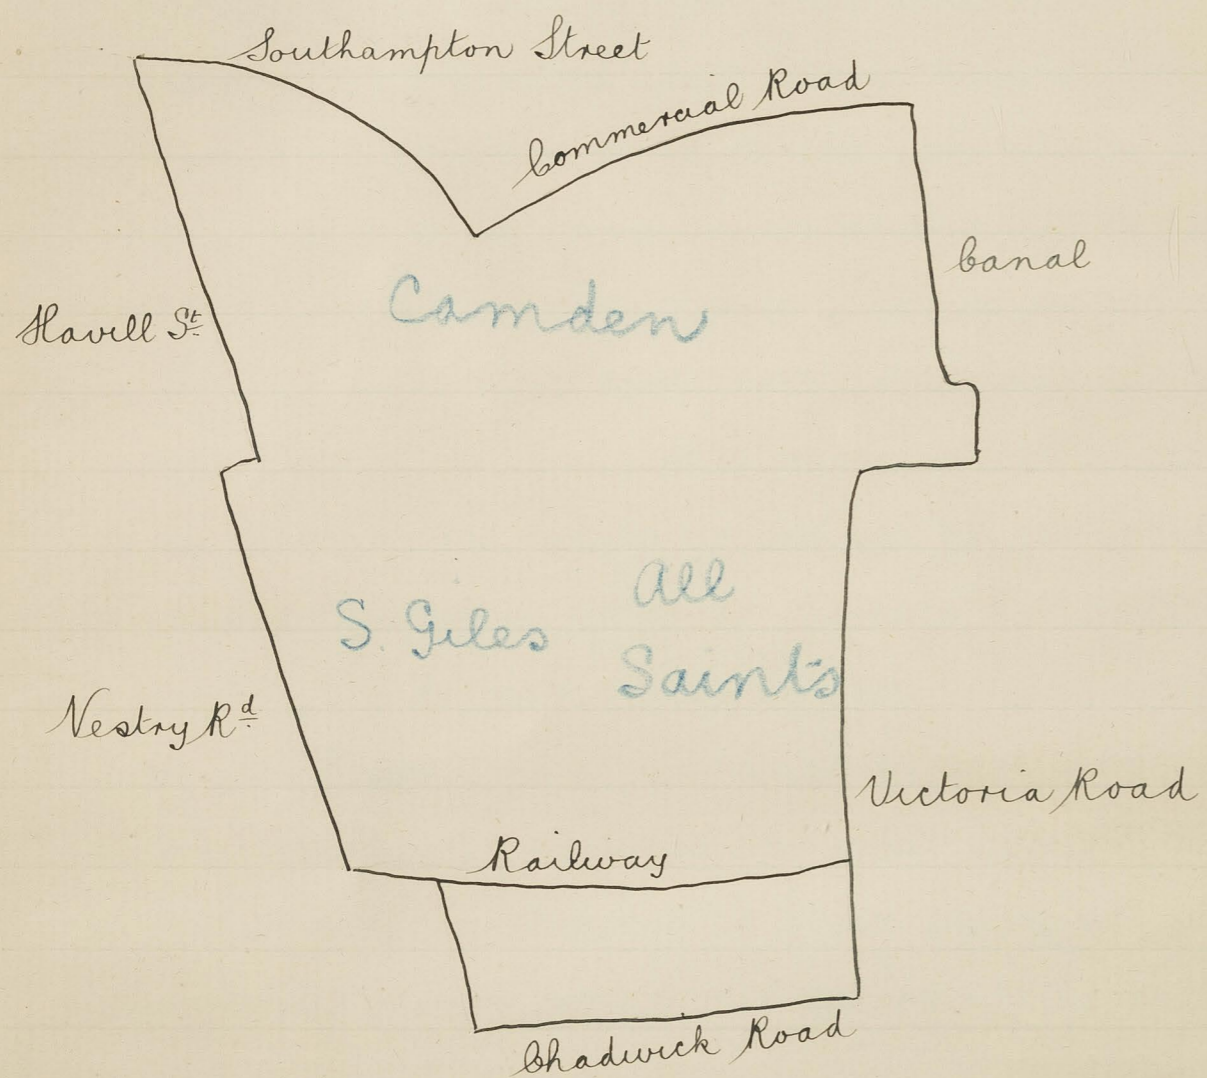 Southampton Street
Commercial Road
Canal
Camden
Havill St
All
Saints
S. Giles
Vestry Rd
Victoria Road
Railway
Chadwick Road